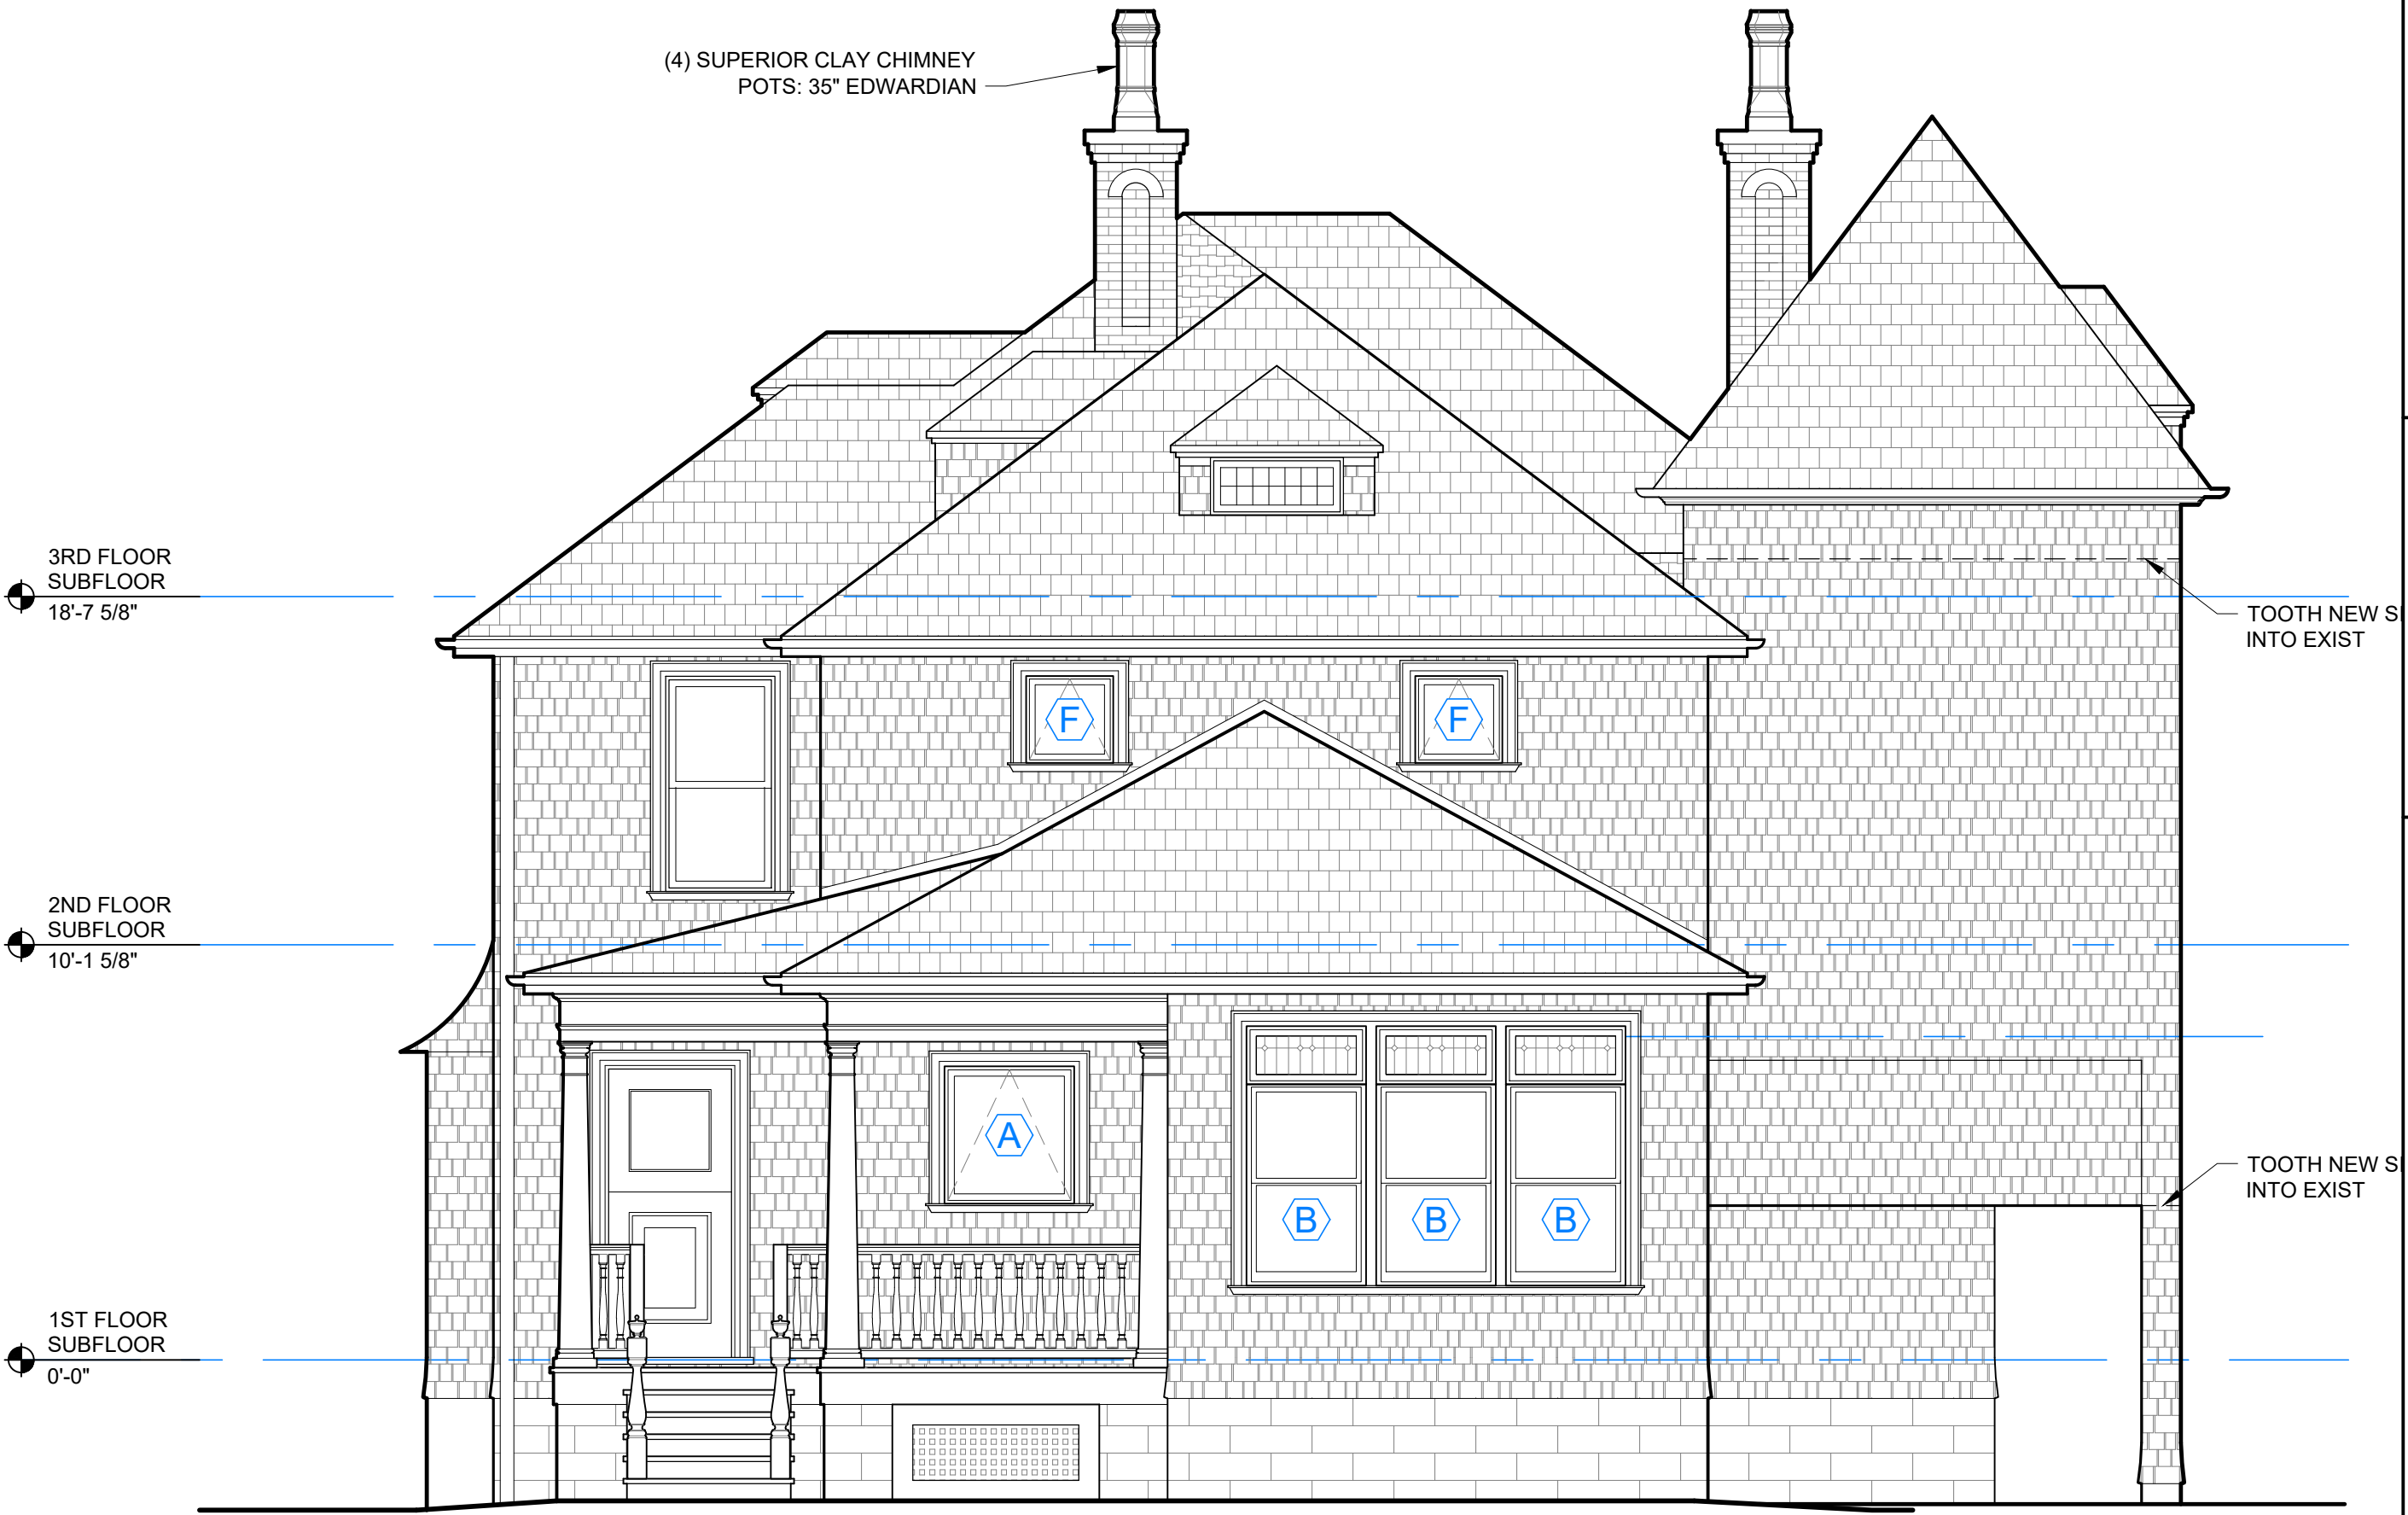 (4) SUPERIOR CLAY CHIMNEY
POTS: 35" EDWARDIAN
3RD FLOOR
SUBFLOOR
18'-7 5/8"
TOOTH NEW
INTO EXIST
F
F
2ND FLOOR
SUBFLOOR
10'-1 5/8"
A
TOOTH NEW
INTO EXIST
B
B
B
1ST FLOOR
SUBFLOOR
0'-0"